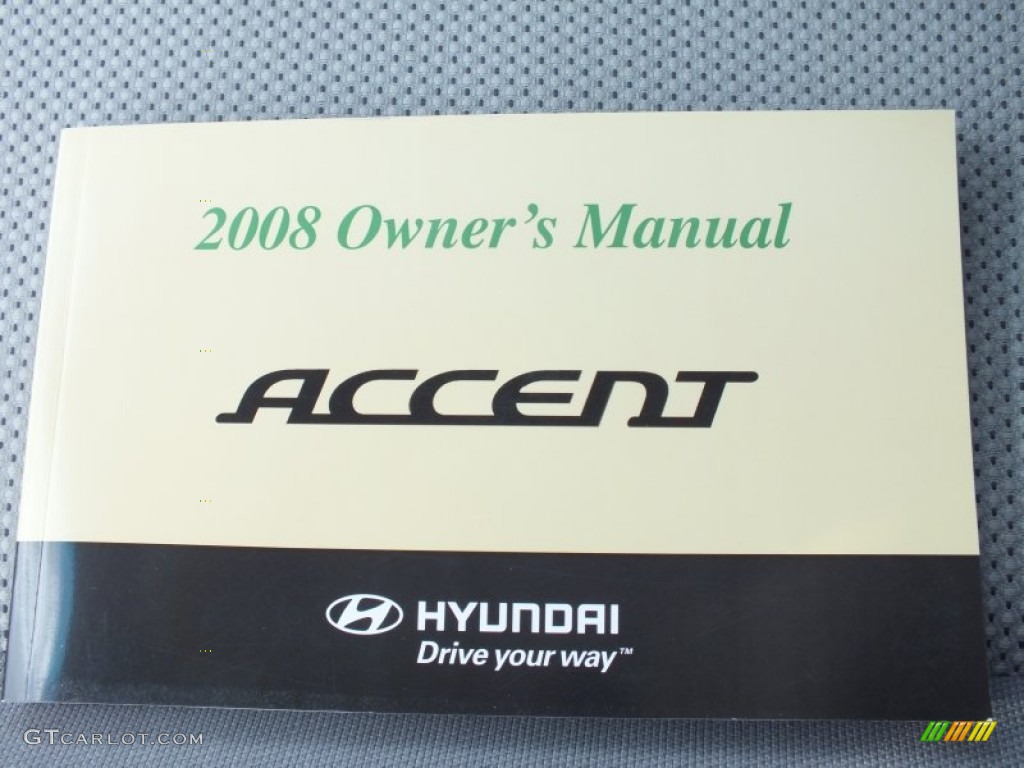 2008 Owner's Manual
ACCENT
HYUNDAI
Drive your way™
GTCARLOT.COM